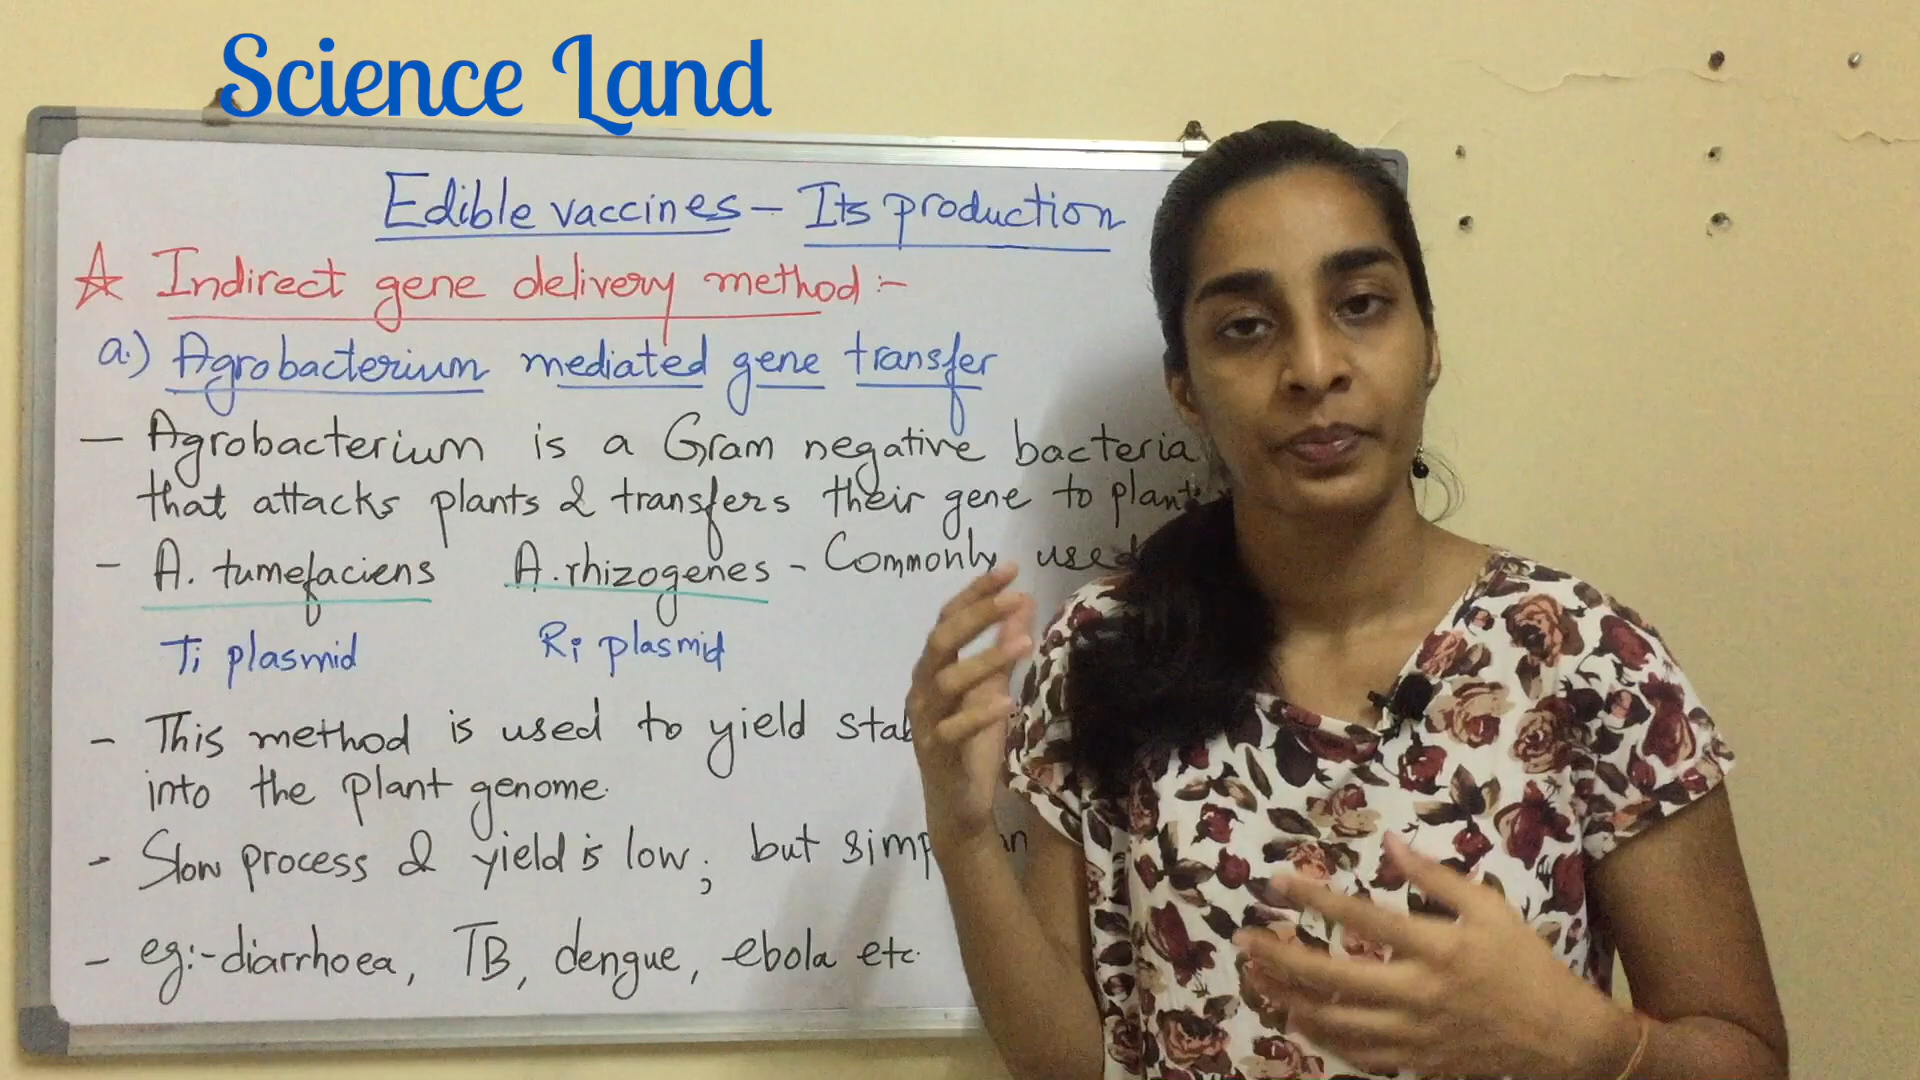 Science Land
Edible vaccines - Its production
☆ Indirect gene delivery method :-
a.) Agrobacterium mediated gene transfer
- Agrobacterium is a Gram negative bacteria
that attacks plants & transfers their gene to plant
- A. tumefaciens A. rhizogenes - Commonly used
Ti plasmid Ri plasmid
- This method is used to yield
into the plant genome.
- Slow process & yield is low; but
- eg:- diarrhoea, TB, dengue, ebola etc.